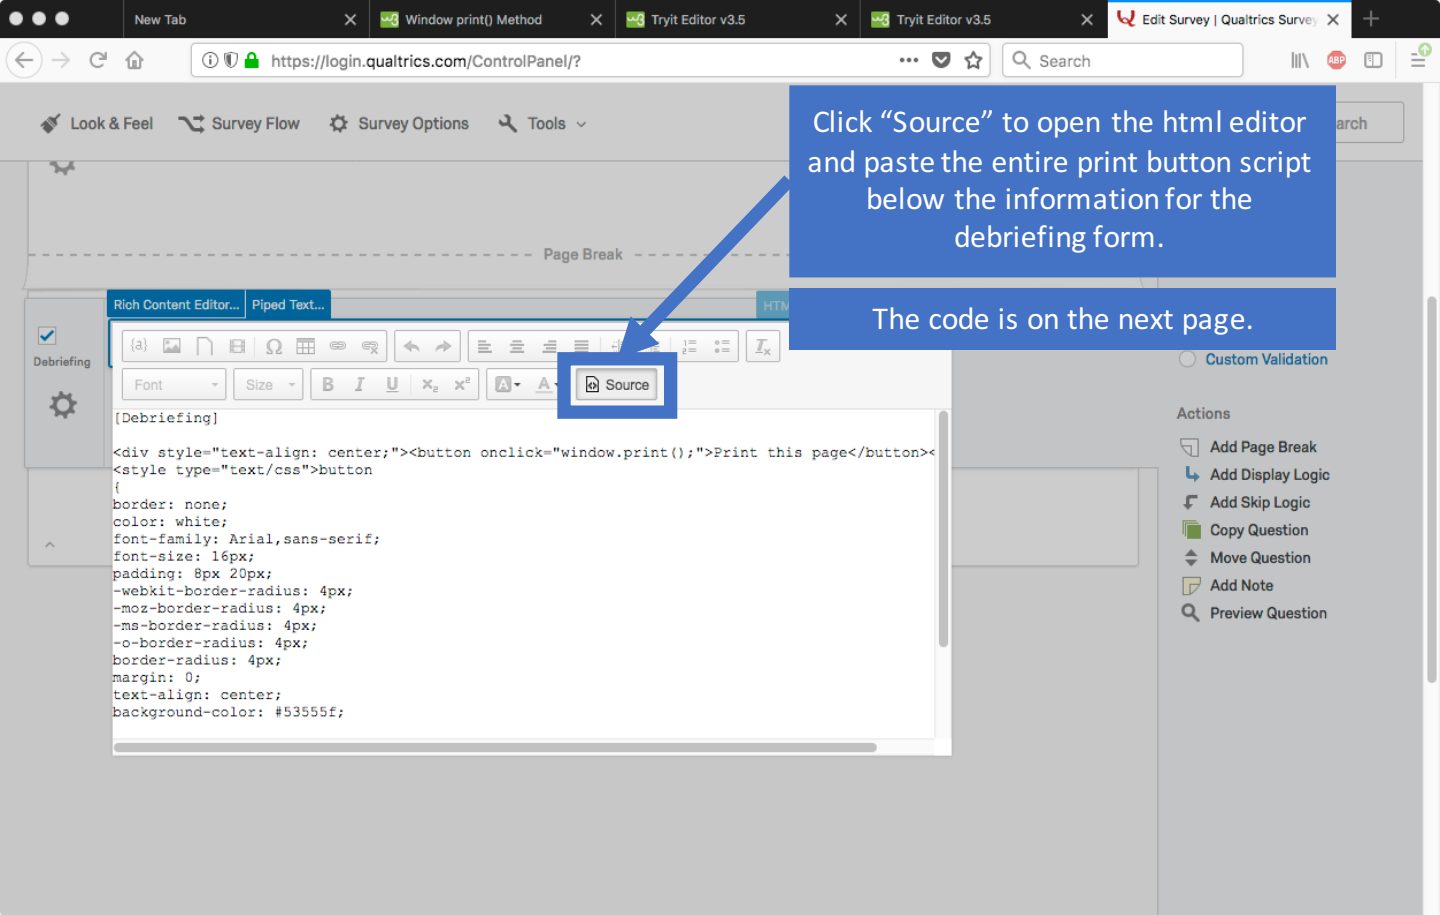 New Tab
Window print() Method
Tryit Editor v3.5
Tryit Editor v3.5
Edit Survey | Qualtrics Survey
https://login.qualtrics.com/ControlPanel/?
Search
ABP
Look & Feel
Survey Flow
Survey Options
Tools
arch
Click “Source” to open the html editor
and paste the entire print button script
below the information for the
debriefing form.
Page Break
The code is on the next page.
Rich Content Editor...
Piped Text...
HTM
Debriefing
Font
Size
B I U x₂ x²
A
A
Source
Custom Validation
[Debriefing]
<div style="text-align: center;"><button onclick="window.print();">Print this page</button><
<style type="text/css">button
{
border: none;
color: white;
font-family: Arial,sans-serif;
font-size: 16px;
padding: 8px 20px;
-webkit-border-radius: 4px;
-moz-border-radius: 4px;
-ms-border-radius: 4px;
-o-border-radius: 4px;
border-radius: 4px;
margin: 0;
text-align: center;
background-color: #53555f;
Actions
Add Page Break
Add Display Logic
Add Skip Logic
Copy Question
Move Question
Add Note
Preview Question